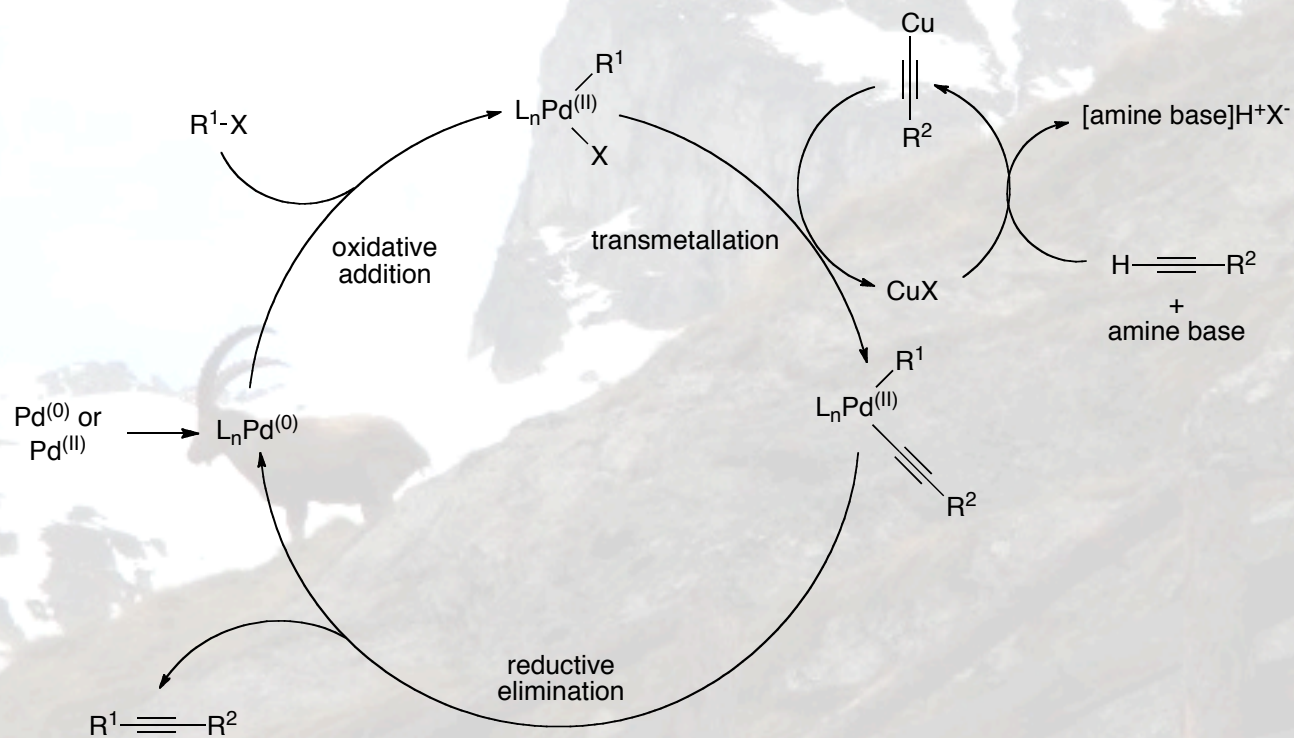 Cu
R¹
LₙPd⁽ᴵᴵ⁾
X
R¹-X
R²
[amine base]H⁺X⁻
oxidative
addition
transmetallation
CuX
H
R²
+
amine base
R¹
LₙPd⁽ᴵᴵ⁾
R²
Pd⁽⁰⁾ or
Pd⁽ᴵᴵ⁾
LₙPd⁽⁰⁾
reductive
elimination
R¹
R²